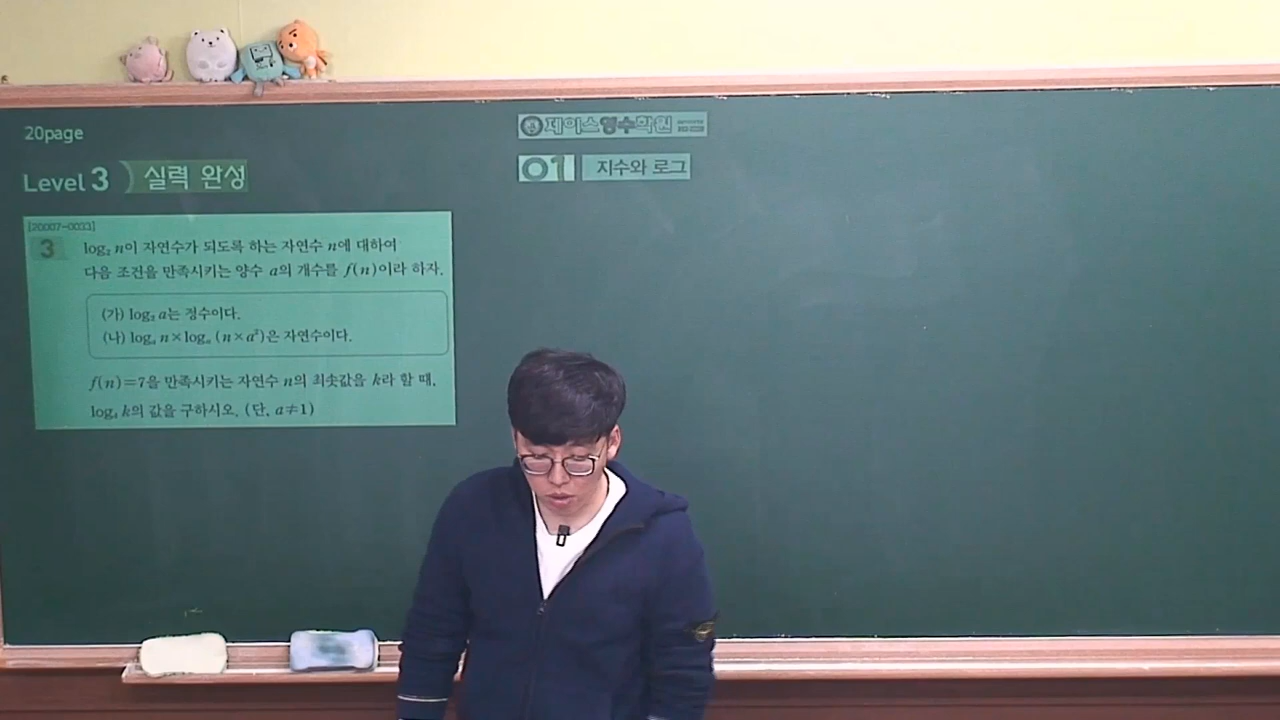 20page
제이스영수학원
Level 3 실력 완성
01 지수와 로그
[20007-0033]
3 log₂ n이 자연수가 되도록 하는 자연수 n에 대하여
다음 조건을 만족시키는 양수 a의 개수를 f(n)이라 하자.
(가) log₂ a는 정수이다.
(나) logₐ n×logₐ (n×a²)은 자연수이다.
f(n)=7을 만족시키는 자연수 n의 최솟값을 k라 할 때,
log₄ k의 값을 구하시오. (단, a≠1)